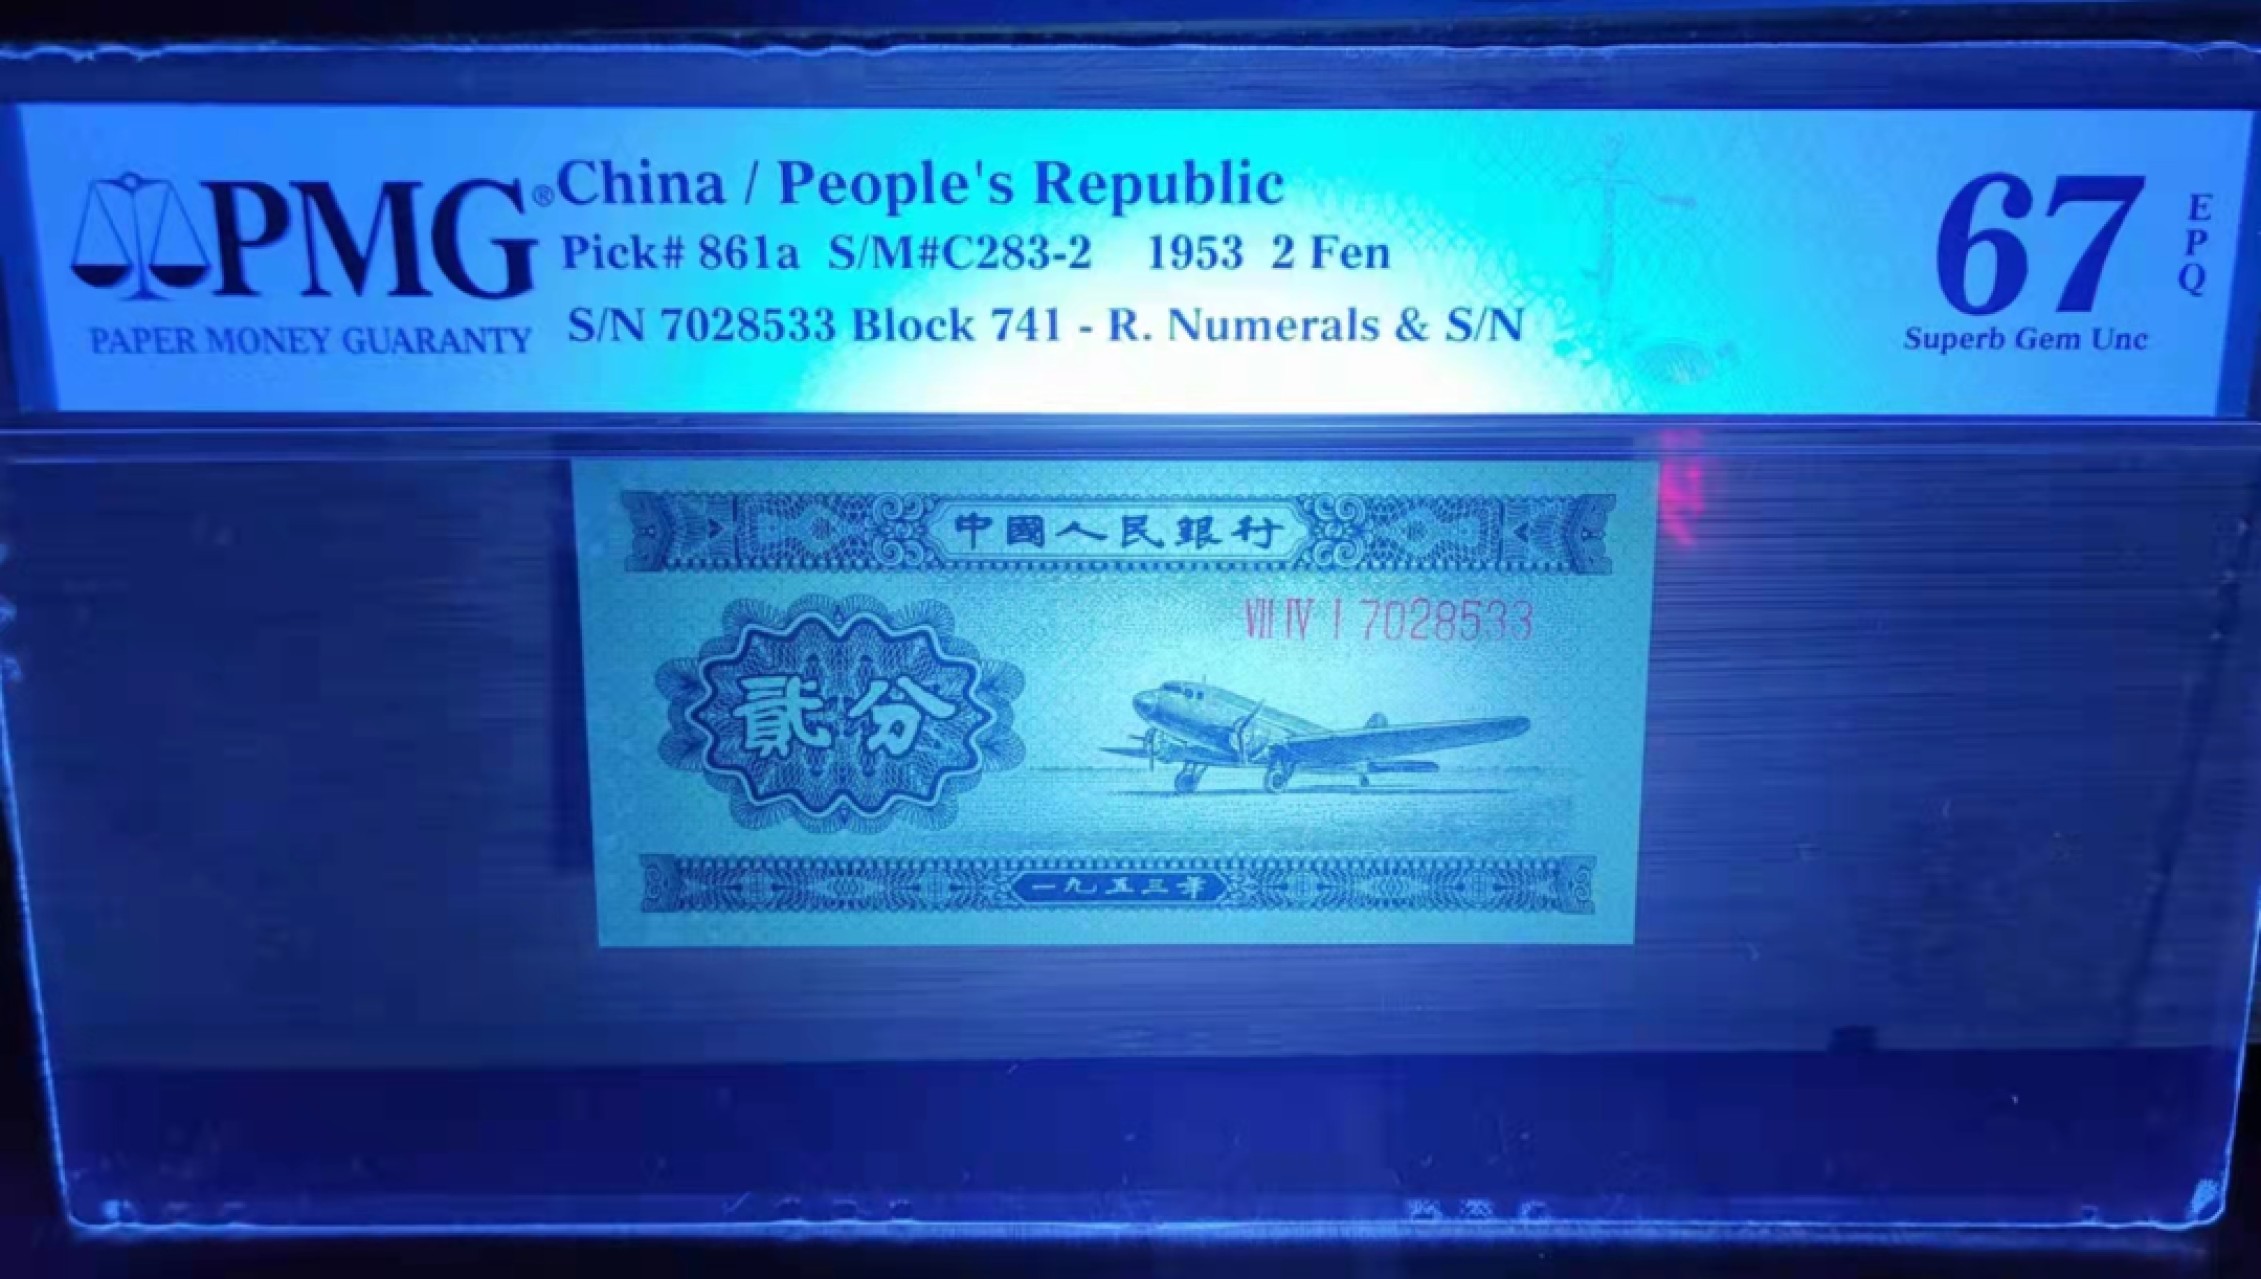 PMG® China / People's Republic
Pick# 861a S/M#C283-2 1953 2 Fen
PAPER MONEY GUARANTY S/N 7028533 Block 741 - R. Numerals & S/N
67 EPQ
Superb Gem Unc
中國人民銀行
VII IV I 7028533
貳分
一九五三年